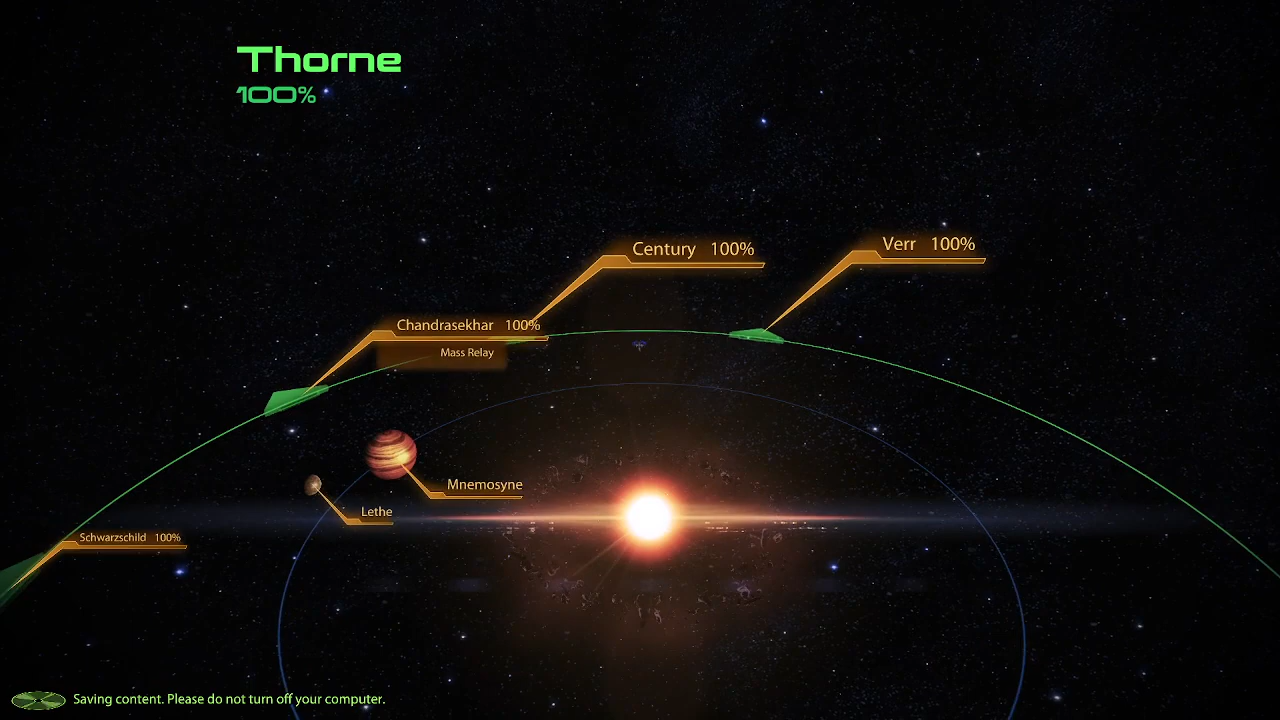 Thorne
100%
Century 100%
Verr 100%
Chandrasekhar 100%
Mass Relay
Mnemosyne
Lethe
Schwarzschild 100%
Saving content. Please do not turn off your computer.